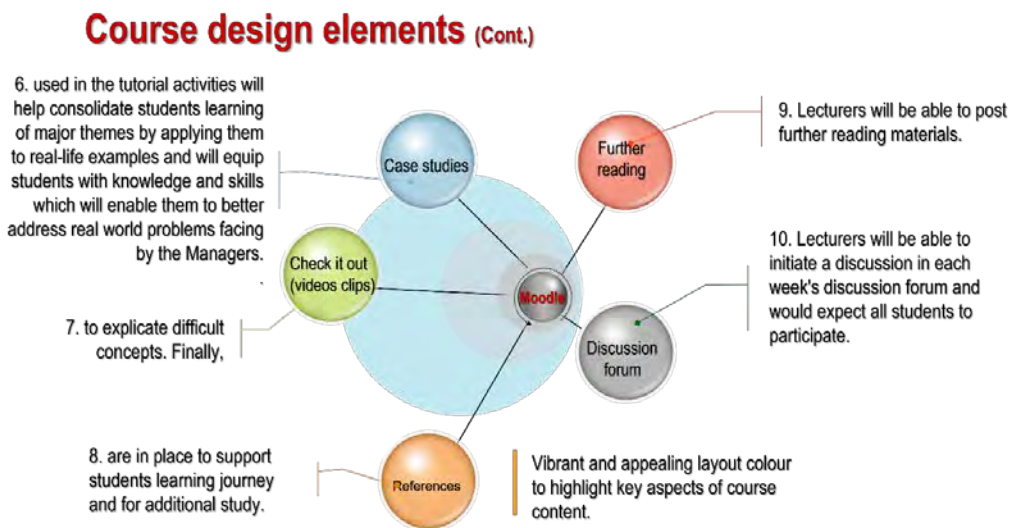 Course design elements (Cont.)
6. used in the tutorial activities will
help consolidate students learning
of major themes by applying them
to real-life examples and will equip
students with knowledge and skills
which will enable them to better
address real world problems facing
by the Managers.
.
Case studies
Further
reading
9. Lecturers will be able to post
further reading materials.
Check it out
(videos clips)
7. to explicate difficult
concepts. Finally,
Moodle
Discussion
forum
10. Lecturers will be able to
initiate a discussion in each
week's discussion forum and
would expect all students to
participate.
8. are in place to support
students learning journey
and for additional study.
References
Vibrant and appealing layout colour
to highlight key aspects of course
content.